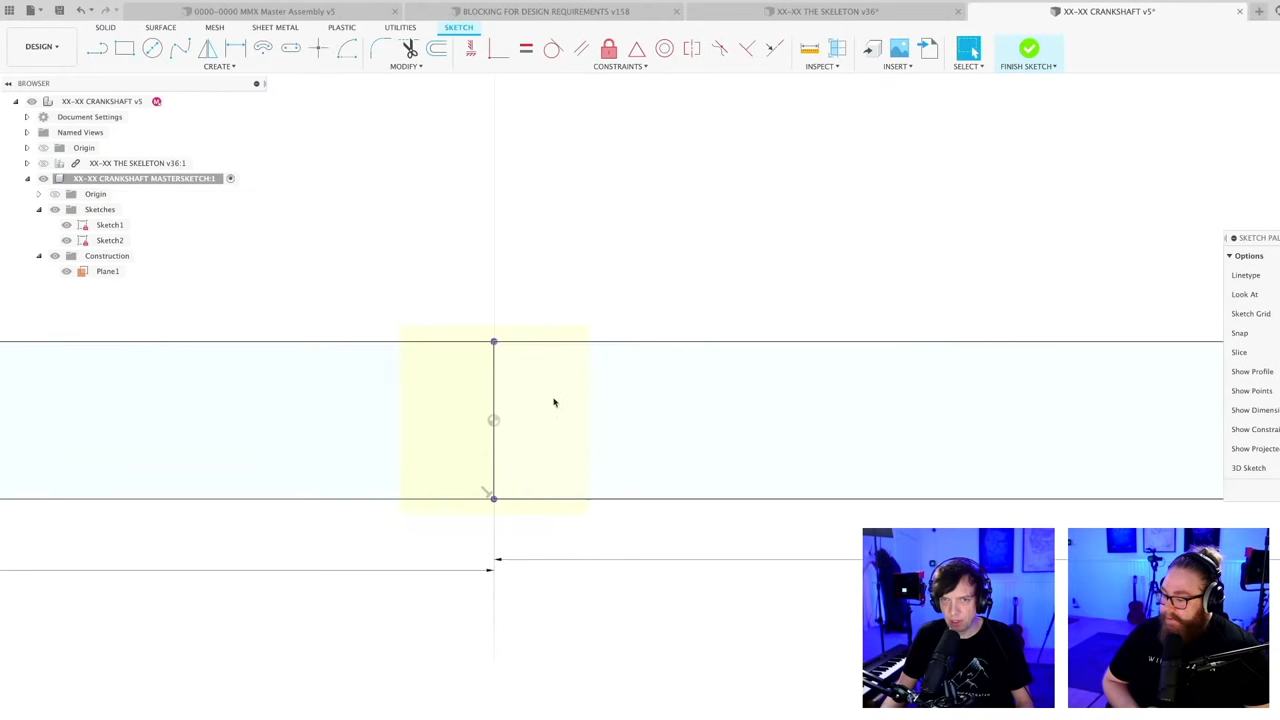 0000-0000 MMX Master Assembly v5
BLOCKING FOR DESIGN REQUIREMENTS v158
XX-XX THE SKELETON v36*
XX-XX CRANKSHAFT v5*
DESIGN
SOLID
SURFACE
MESH
SHEET METAL
PLASTIC
UTILITIES
SKETCH
CREATE
MODIFY
CONSTRAINTS
INSPECT
INSERT
SELECT
FINISH SKETCH
BROWSER
XX-XX CRANKSHAFT v5
M
Document Settings
Named Views
Origin
XX-XX THE SKELETON v36:1
XX-XX CRANKSHAFT MASTERSKETCH:1
Origin
Sketches
Sketch1
Sketch2
Construction
Plane1
SKETCH PAL
Options
Linetype
Look At
Sketch Grid
Snap
Slice
Show Profile
Show Points
Show Dimensi
Show Constrai
Show Projecte
3D Sketch